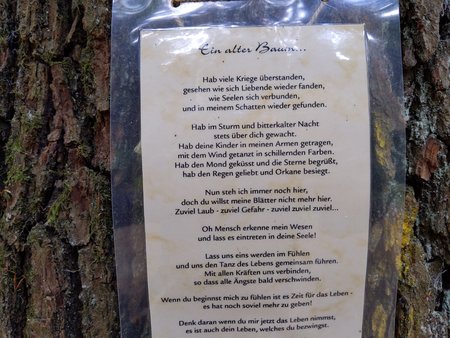 Ein alter Baum...
Hab viele Kriege überstanden,
gesehen wie sich Liebende wieder fanden,
wie Seelen sich verbunden,
und in meinem Schatten wieder gefunden.
Hab im Sturm und bitterkalter Nacht
stets über dich gewacht.
Hab deine Kinder in meinen Armen getragen,
mit dem Wind getanzt in schillernden Farben.
Hab den Mond geküsst und die Sterne begrüßt,
hab den Regen geliebt und Orkane besiegt.
Nun steh ich immer noch hier,
doch du willst meine Blätter nicht mehr hier.
Zuviel Laub - zuviel Gefahr - zuviel zuviel zuviel...
Oh Mensch erkenne mein Wesen
und lass es eintreten in deine Seele!
Lass uns eins werden im Fühlen
und uns den Tanz des Lebens gemeinsam führen.
Mit allen Kräften uns verbinden,
so dass alle Ängste bald verschwinden.
Wenn du beginnst mich zu fühlen ist es Zeit für das Leben -
es hat noch soviel mehr zu geben!
Denk daran wenn du mir jetzt das Leben nimmst,
es ist auch dein Leben, welches du bezwingst.